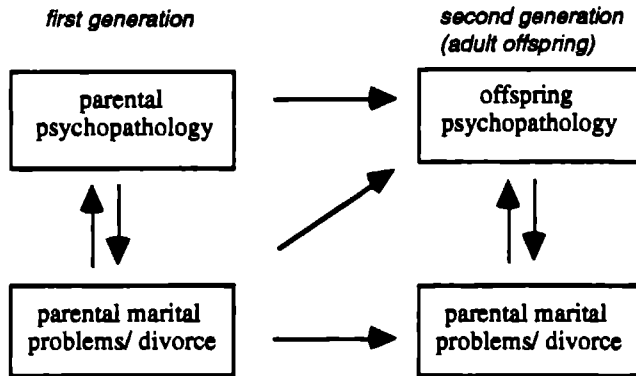 first generation
second generation
(adult offspring)
parental
psychopathology
offspring
psychopathology
parental marital
problems/ divorce
parental marital
problems/ divorce